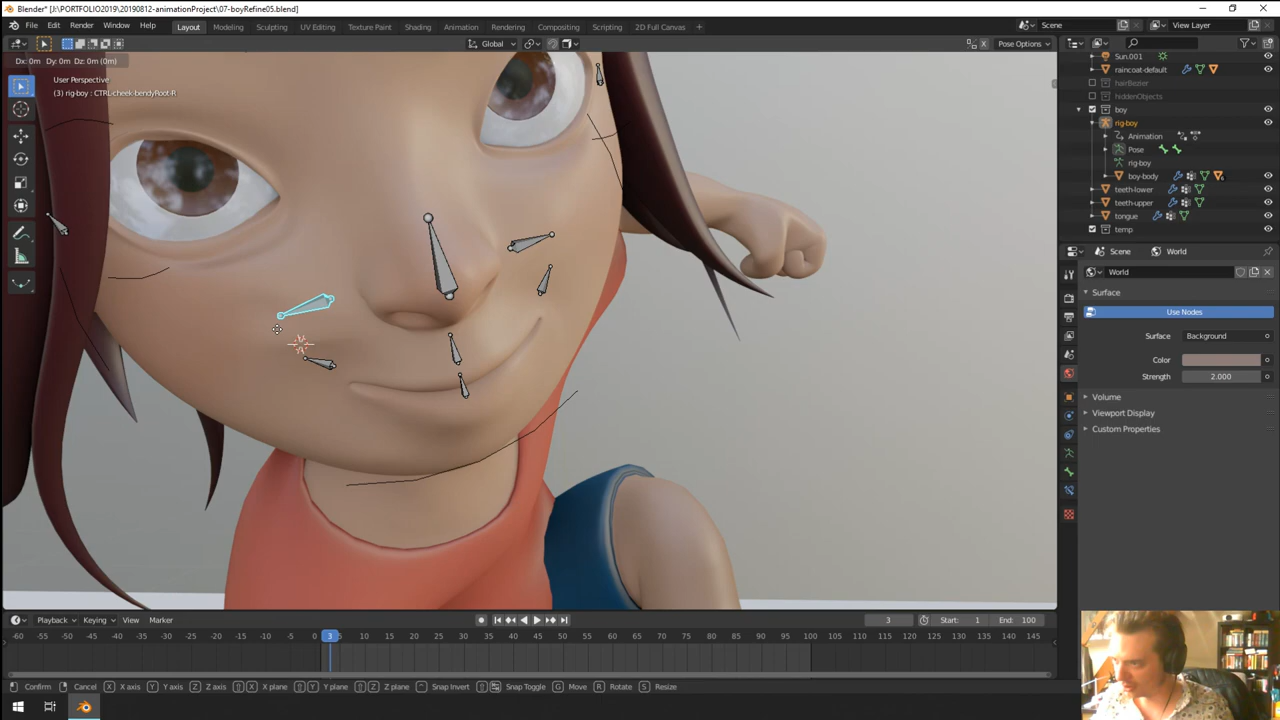 Blender* [J:\PORTFOLIO2019\20190812-animationProject\07-boyRefine05.blend]
File Edit Render Window Help
Layout Modeling Sculpting UV Editing Texture Paint Shading Animation Rendering Compositing Scripting 2D Full Canvas +
Scene View Layer
Global Pose Options
Dx: 0m Dy: 0m Dz: 0m (0m)
User Perspective
(3) rig-boy : CTRL-cheek-bendyRoot-R
Sun.001
raincoat-default
hairBezier
hiddenObjects
boy
rig-boy
Animation
Pose
rig-boy
boy-body
teeth-lower
teeth-upper
tongue
temp
Scene World
World
Surface
Use Nodes
Surface Background
Color
Strength 2.000
Volume
Viewport Display
Custom Properties
Playback Keying View Marker 3 Start: 1 End: 100
-60 -55 -50 -45 -40 -35 -30 -25 -20 -15 -10 -5 0 3 5 10 15 20 25 30 35 40 45 50 55 60 65 70 75 80 85 90 95 100 105 110 115 120 125 130 135 140 145
Confirm Cancel X X axis Y Y axis Z Z axis X X plane Y Y plane Z Z plane Snap Invert Snap Toggle G Move R Rotate S Resize